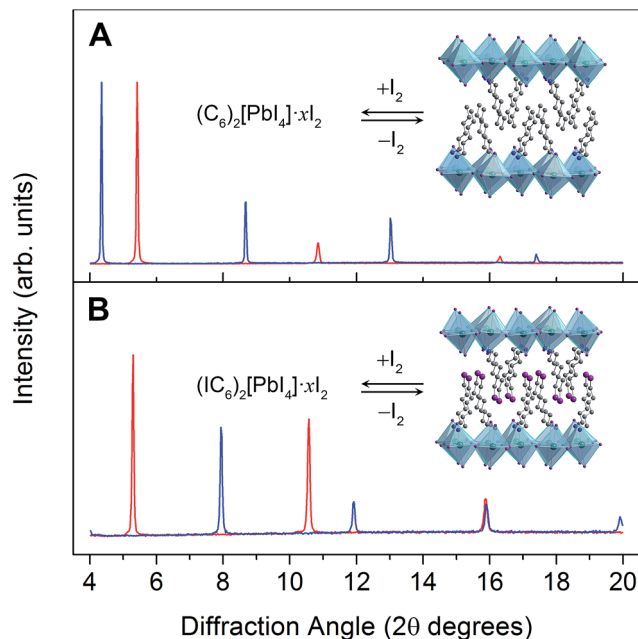 A
+I₂
(C₆)₂[PbI₄]·xI₂
−I₂
B
+I₂
(IC₆)₂[PbI₄]·xI₂
−I₂
Intensity (arb. units)
4 6 8 10 12 14 16 18 20
Diffraction Angle (2θ degrees)